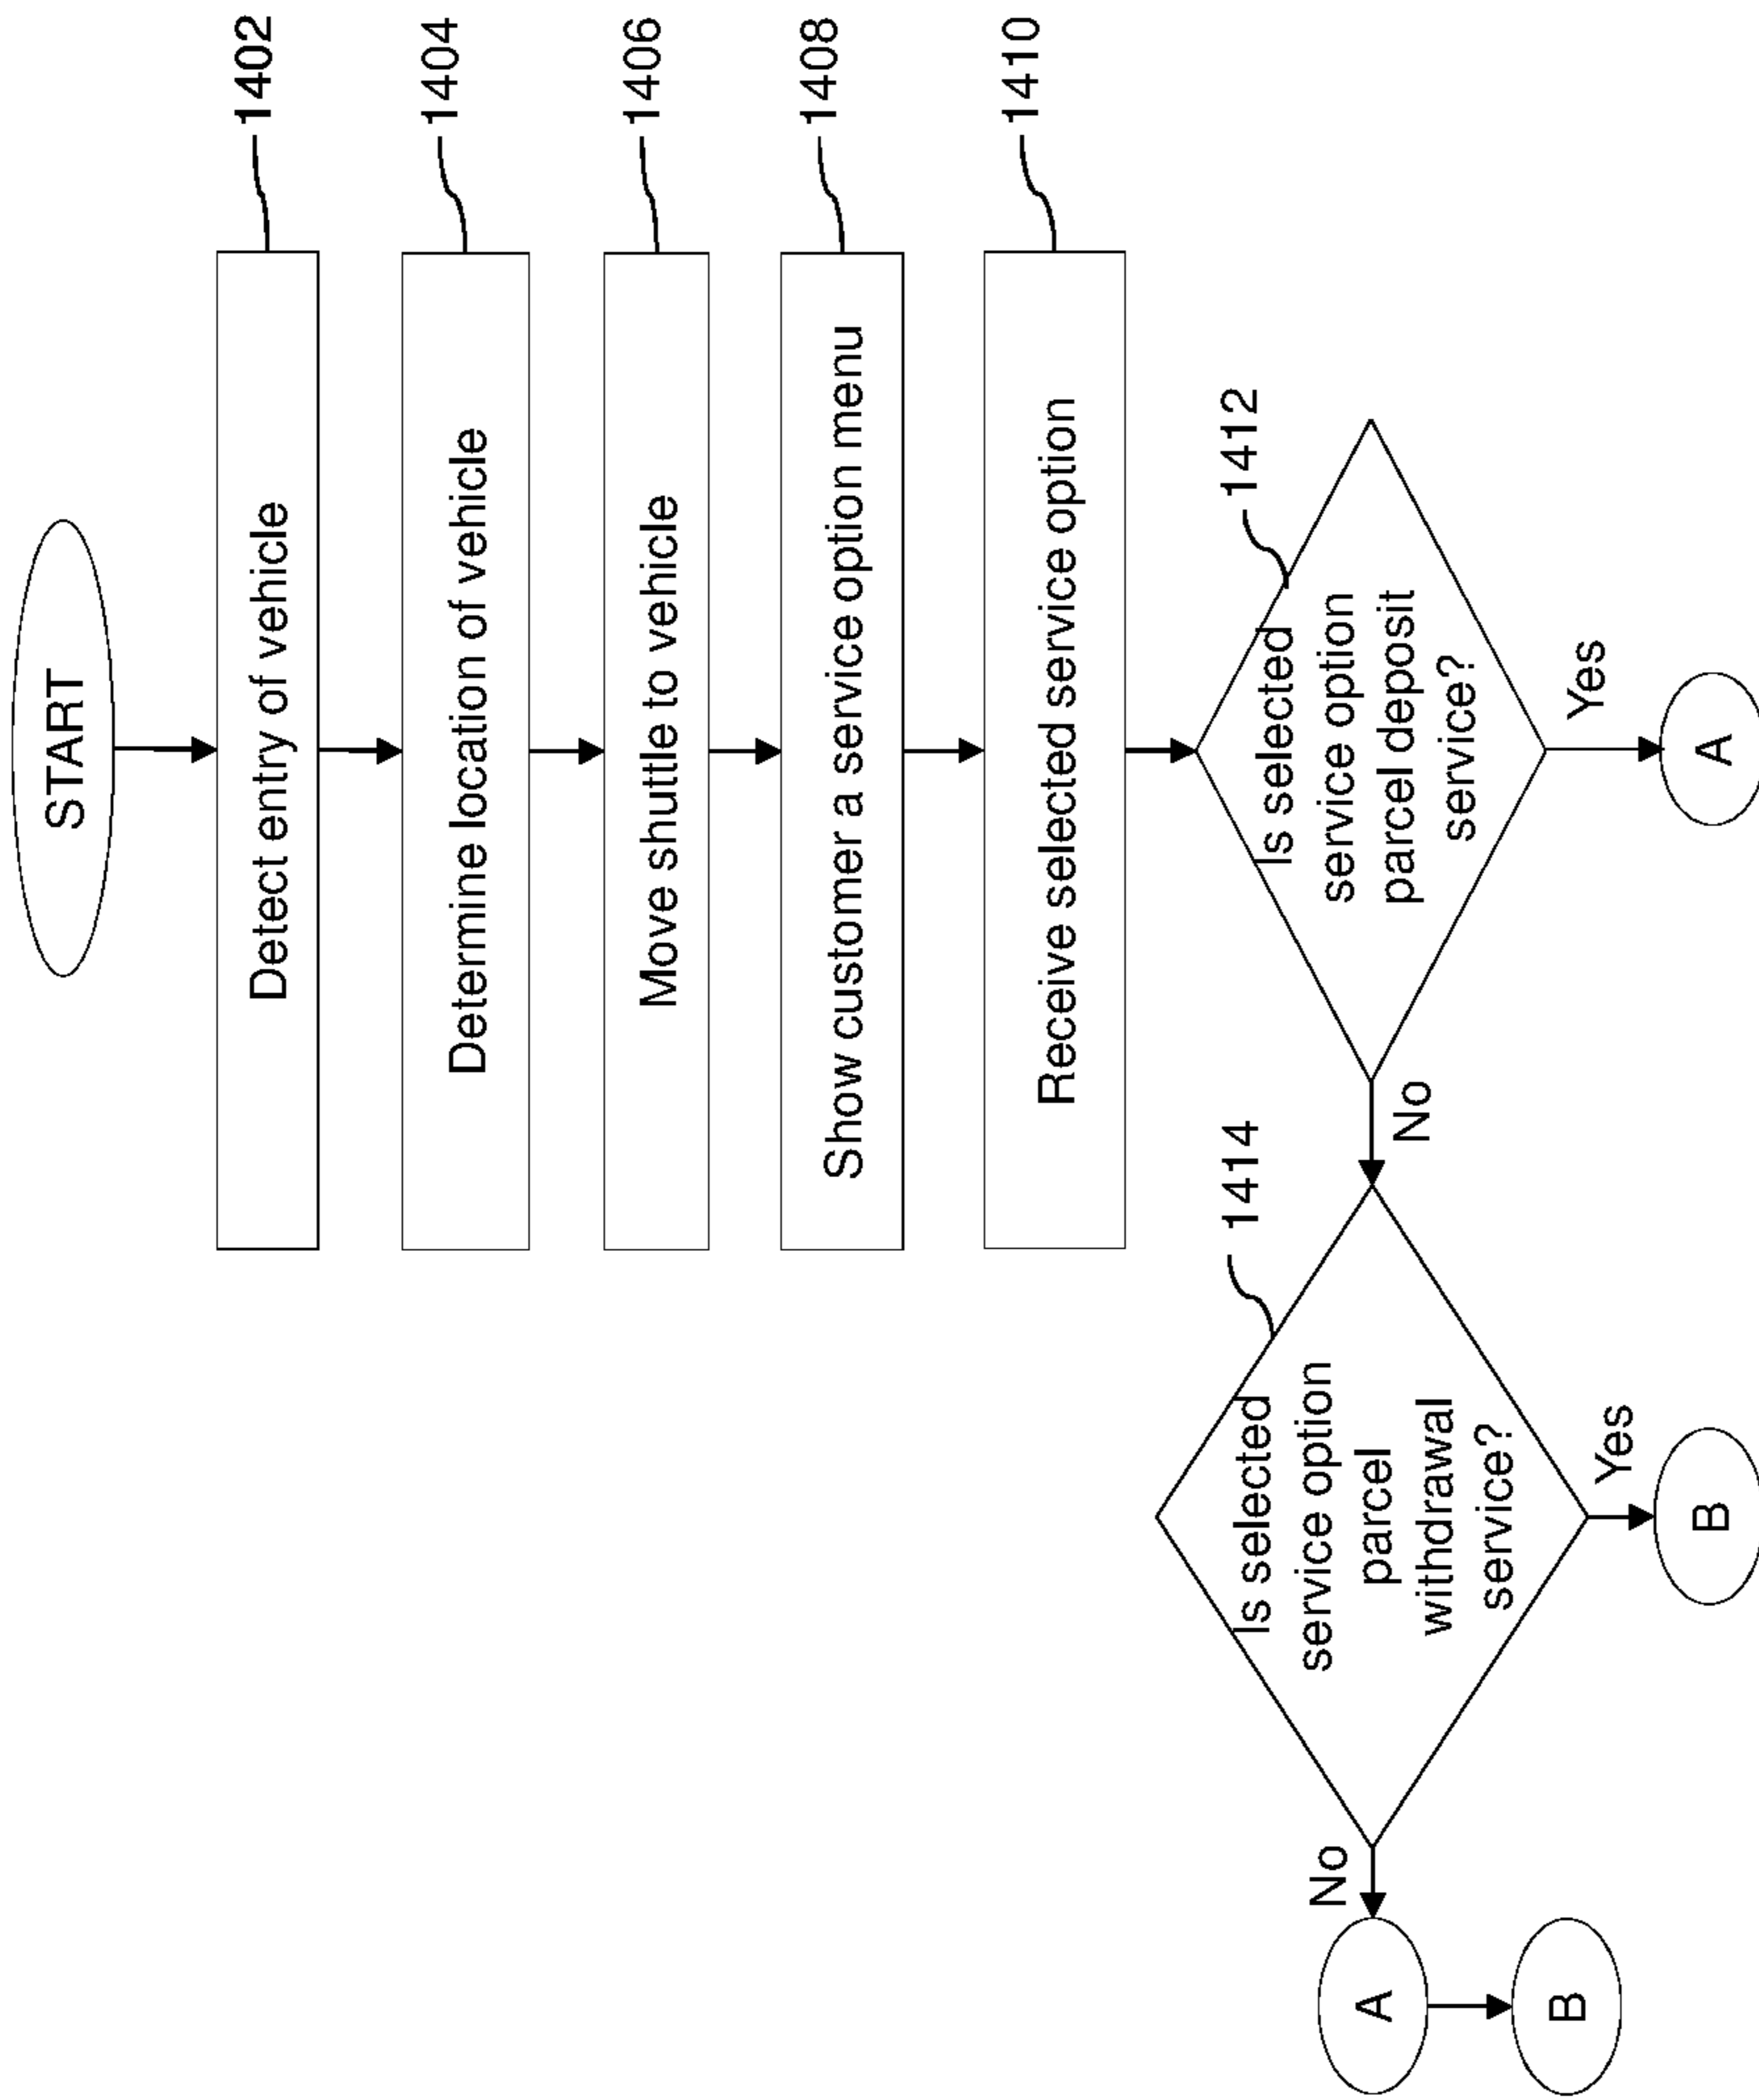 START
Detect entry of vehicle
1402
Determine location of vehicle
1404
Move shuttle to vehicle
1406
Show customer a service option menu
1408
Receive selected service option
1410
Is selected
service option
parcel deposit
service?
1412
Yes
A
No
Is selected
service option
parcel
withdrawal
service?
1414
Yes
B
No
A
B